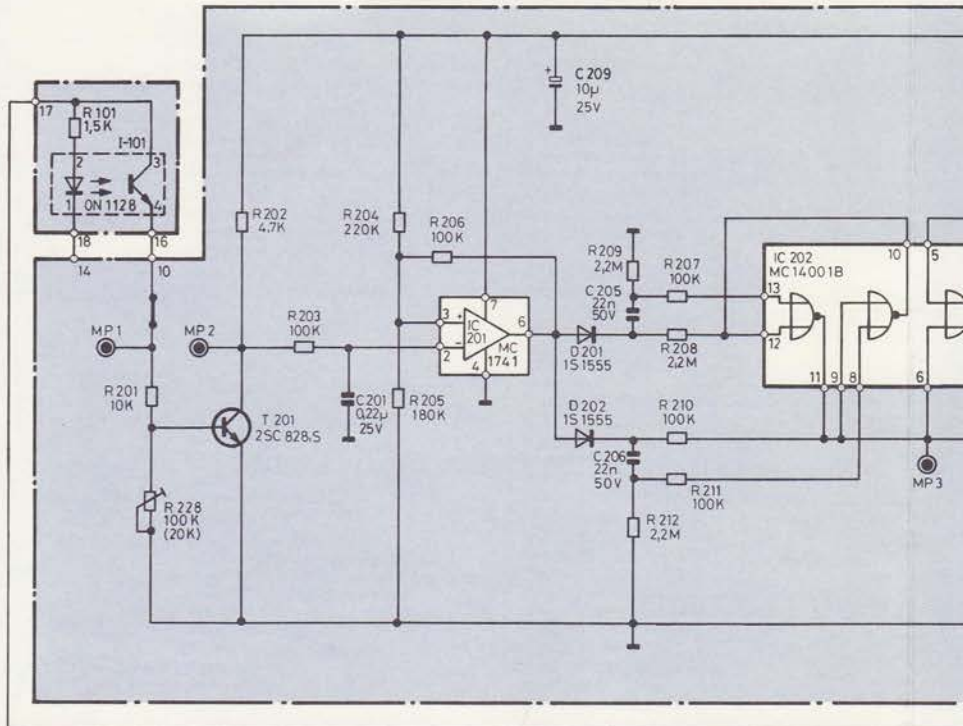 17
R 101
1,5K
I-101
2
3
1
ON 1128
4
18
16
14
10
MP 1
MP 2
R 201
10K
R 228
100K
(20K)
R 202
4.7K
T 201
2SC 828.S
R 203
100K
C 201
0,22µ
25V
R 204
220K
R 206
100K
R 205
180K
C 209
+
10µ
25V
7
3
+
IC
201
6
2
-
MC
4
1741
D 201
1S 1555
D 202
1S 1555
R 209
2,2M
R 207
100K
C 205
22n
50V
R 208
2,2M
R 210
100K
C 206
22n
50V
R 211
100K
R 212
2,2M
IC 202
MC 14001B
10
5
13
12
11
9
8
6
MP 3